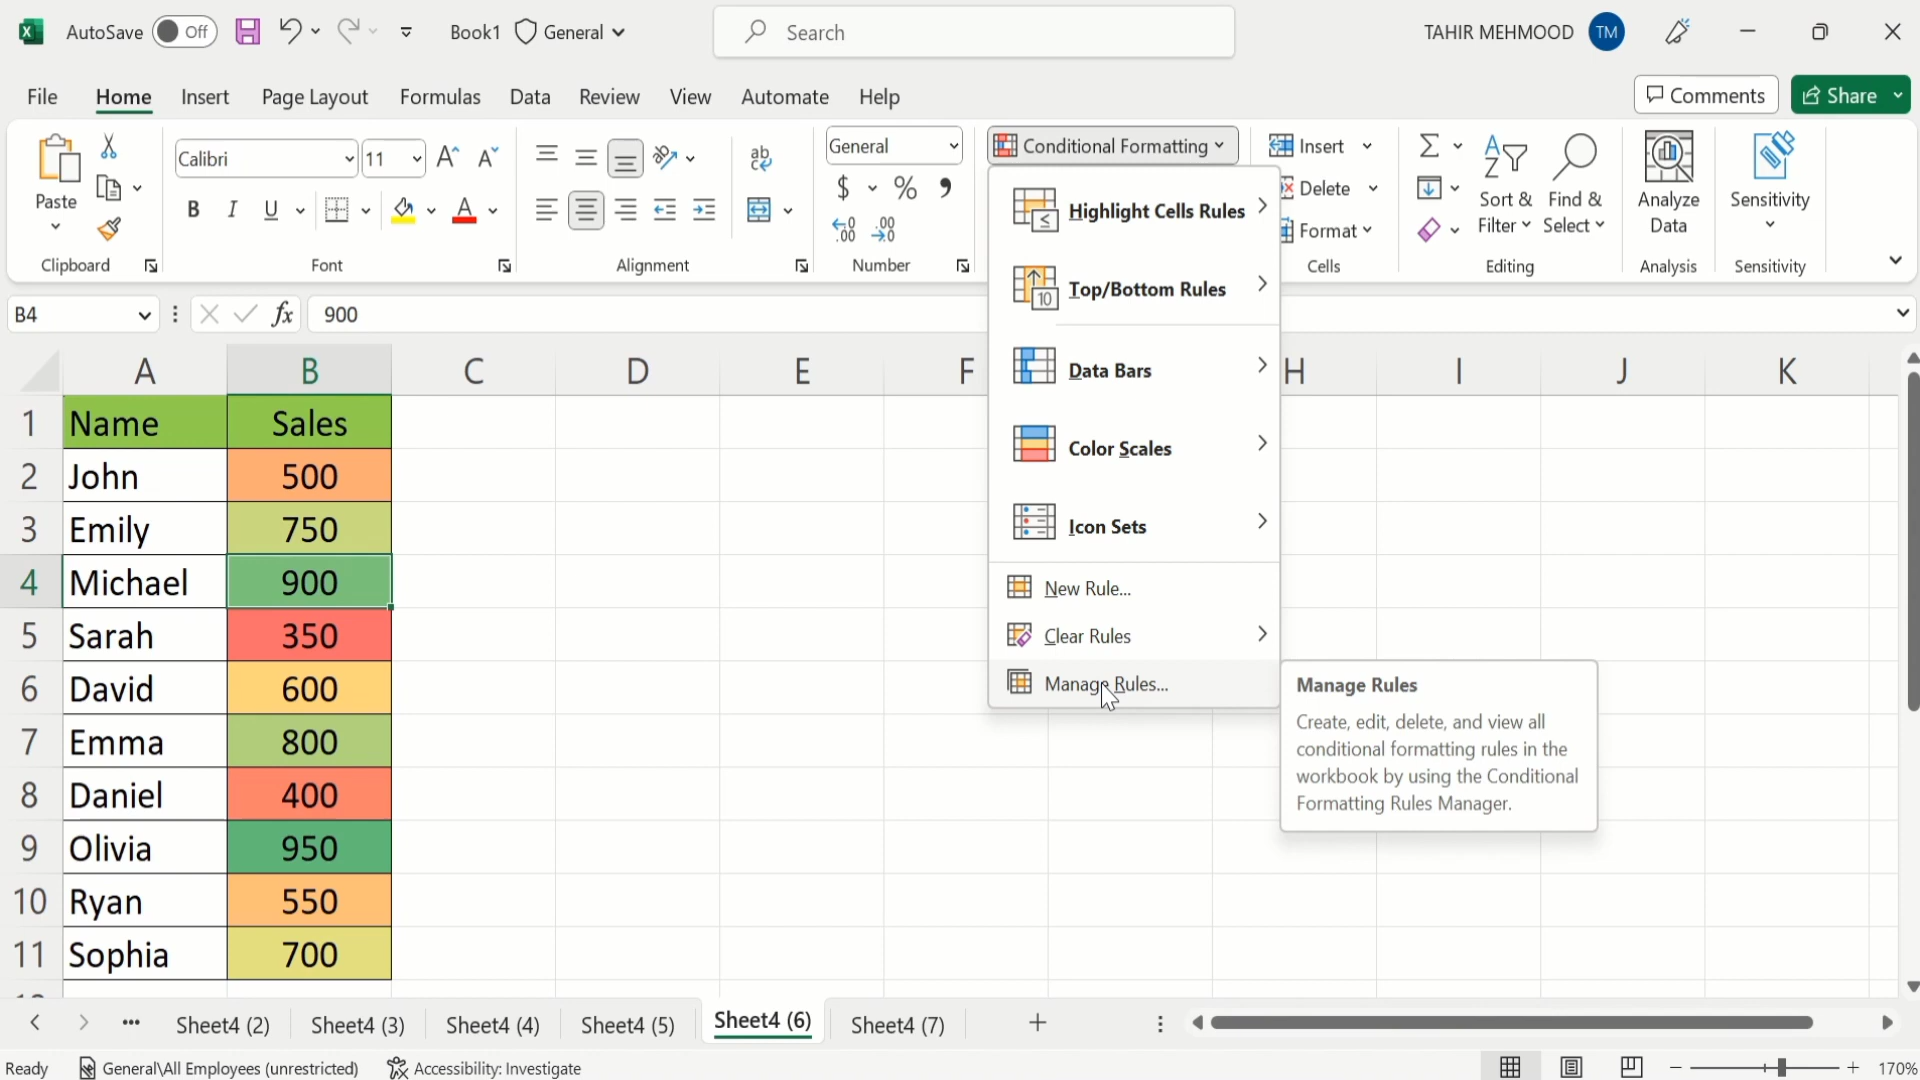 AutoSave Off Book1 General Search TAHIR MEHMOOD TM
File Home Insert Page Layout Formulas Data Review View Automate Help Comments Share
Paste
Clipboard
Calibri 11
B I U A
Font
ab
Alignment
General
$ % ,
.00 .00
Number
Conditional Formatting
Insert
Delete
Format
Cells
Sort & Filter
Find & Select
Editing
Analyze Data
Analysis
Sensitivity
Sensitivity
Highlight Cells Rules
Top/Bottom Rules
Data Bars
Color Scales
Icon Sets
New Rule...
Clear Rules
Manage Rules...
Manage Rules
Create, edit, delete, and view all
conditional formatting rules in the
workbook by using the Conditional
Formatting Rules Manager.
B4 fx 900
A B C D E F H I J K
1 Name Sales
2 John 500
3 Emily 750
4 Michael 900
5 Sarah 350
6 David 600
7 Emma 800
8 Daniel 400
9 Olivia 950
10 Ryan 550
11 Sophia 700
Sheet4 (2) Sheet4 (3) Sheet4 (4) Sheet4 (5) Sheet4 (6) Sheet4 (7)
Ready General\All Employees (unrestricted) Accessibility: Investigate 170%